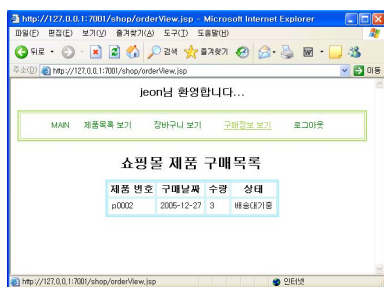 http://127.0.0.1:7001/shop/orderView.jsp - Microsoft Internet Explorer
파일(F) 편집(E) 보기(V) 즐겨찾기(A) 도구(T) 도움말(H)
뒤로 검색 즐겨찾기
주소(D) http://127.0.0.1:7001/shop/orderView.jsp 이동
jeon님 환영합니다...
MAIN 제품목록 보기 장바구니 보기 구매정보 보기 로그아웃
쇼핑몰 제품 구매목록
제품 번호 구매날짜 수량 상태
p0002 2005-12-27 3 배송대기중
http://127.0.0.1:7001/shop/orderView.jsp 인터넷